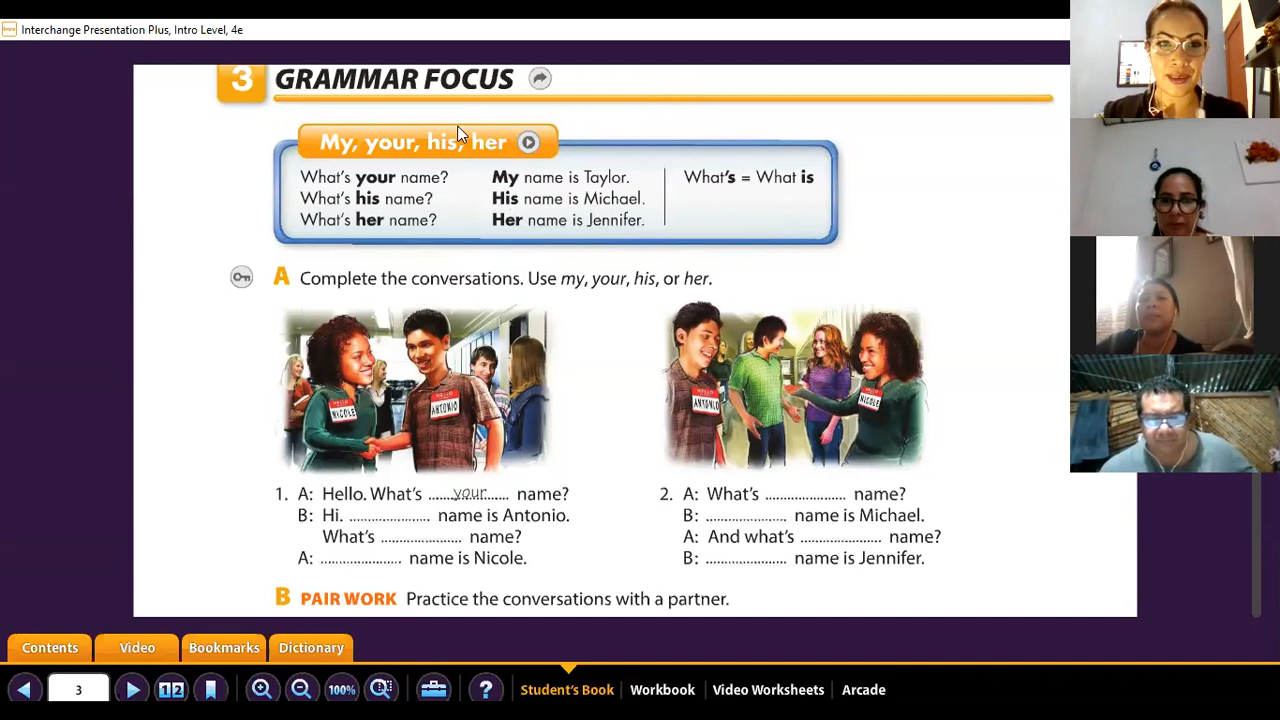 Interchange Presentation Plus, Intro Level, 4e
3 GRAMMAR FOCUS
My, your, his, her
What's your name? My name is Taylor. What's = What is
What's his name? His name is Michael.
What's her name? Her name is Jennifer.
A Complete the conversations. Use my, your, his, or her.
HELLO NICOLE
HELLO ANTONIO
ANTONIO
HELLO NICOLE
1. A: Hello. What's ......your...... name?
B: Hi. .................... name is Antonio.
What's .................... name?
A: .................... name is Nicole.
2. A: What's .................... name?
B: .................... name is Michael.
A: And what's .................... name?
B: .................... name is Jennifer.
B PAIR WORK Practice the conversations with a partner.
Contents Video Bookmarks Dictionary
3 1 2 100% ? Student's Book Workbook Video Worksheets Arcade